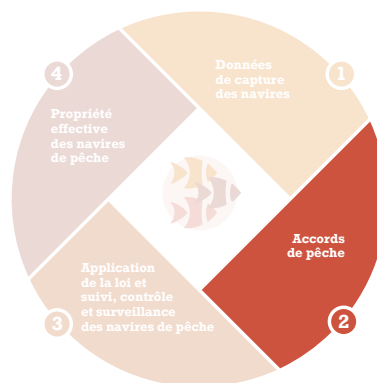 1
Données
de capture
des navires
2
Accords
de pêche
3
Application
de la loi et
suivi, contrôle
et surveillance
des navires de pêche
4
Propriété
effective
des navires
de pêche